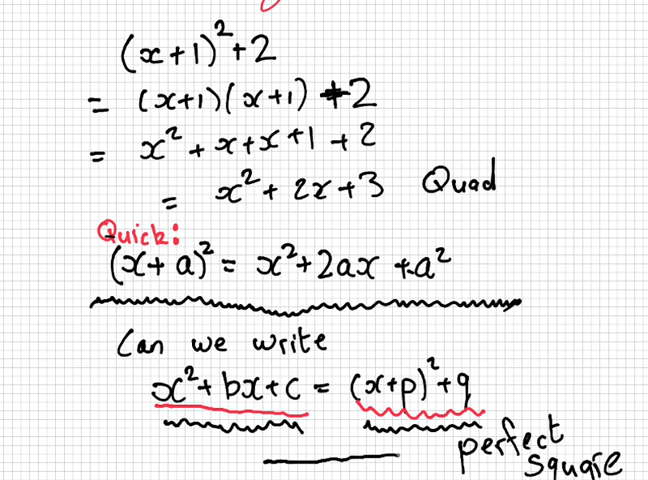 (x+1)²+2
= (x+1)(x+1) +2
= x²+x+x+1+2
= x²+2x+3 Quad
Quick:
(x+a)² = x²+2ax+a²
Can we write
x²+bx+c = (x+p)²+q
perfect
square